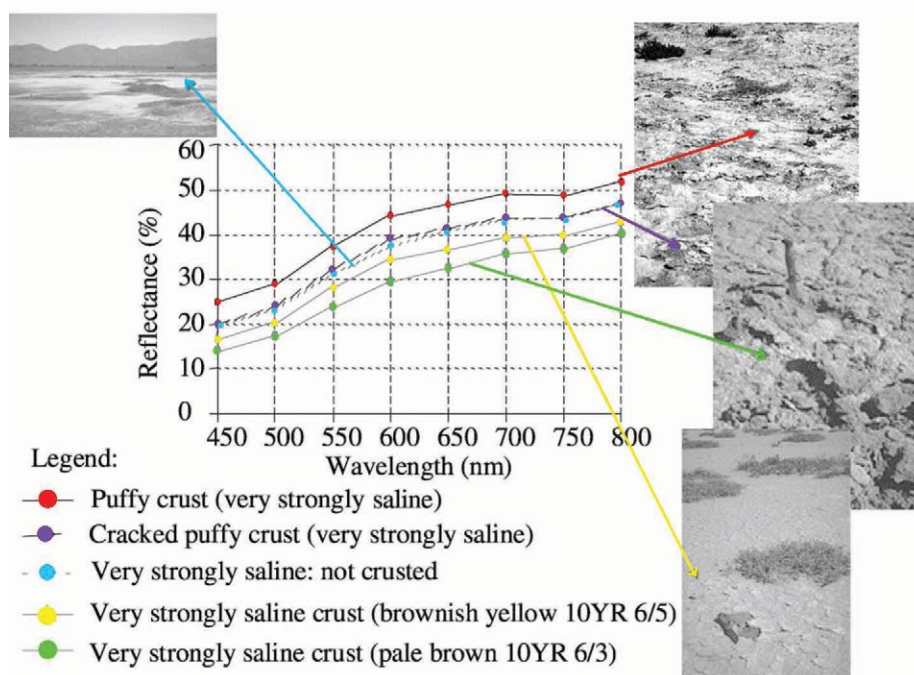 60
50
40
30
20
10
0
Reflectance (%)
450 500 550 600 650 700 750 800
Wavelength (nm)
Legend:
Puffy crust (very strongly saline)
Cracked puffy crust (very strongly saline)
Very strongly saline: not crusted
Very strongly saline crust (brownish yellow 10YR 6/5)
Very strongly saline crust (pale brown 10YR 6/3)